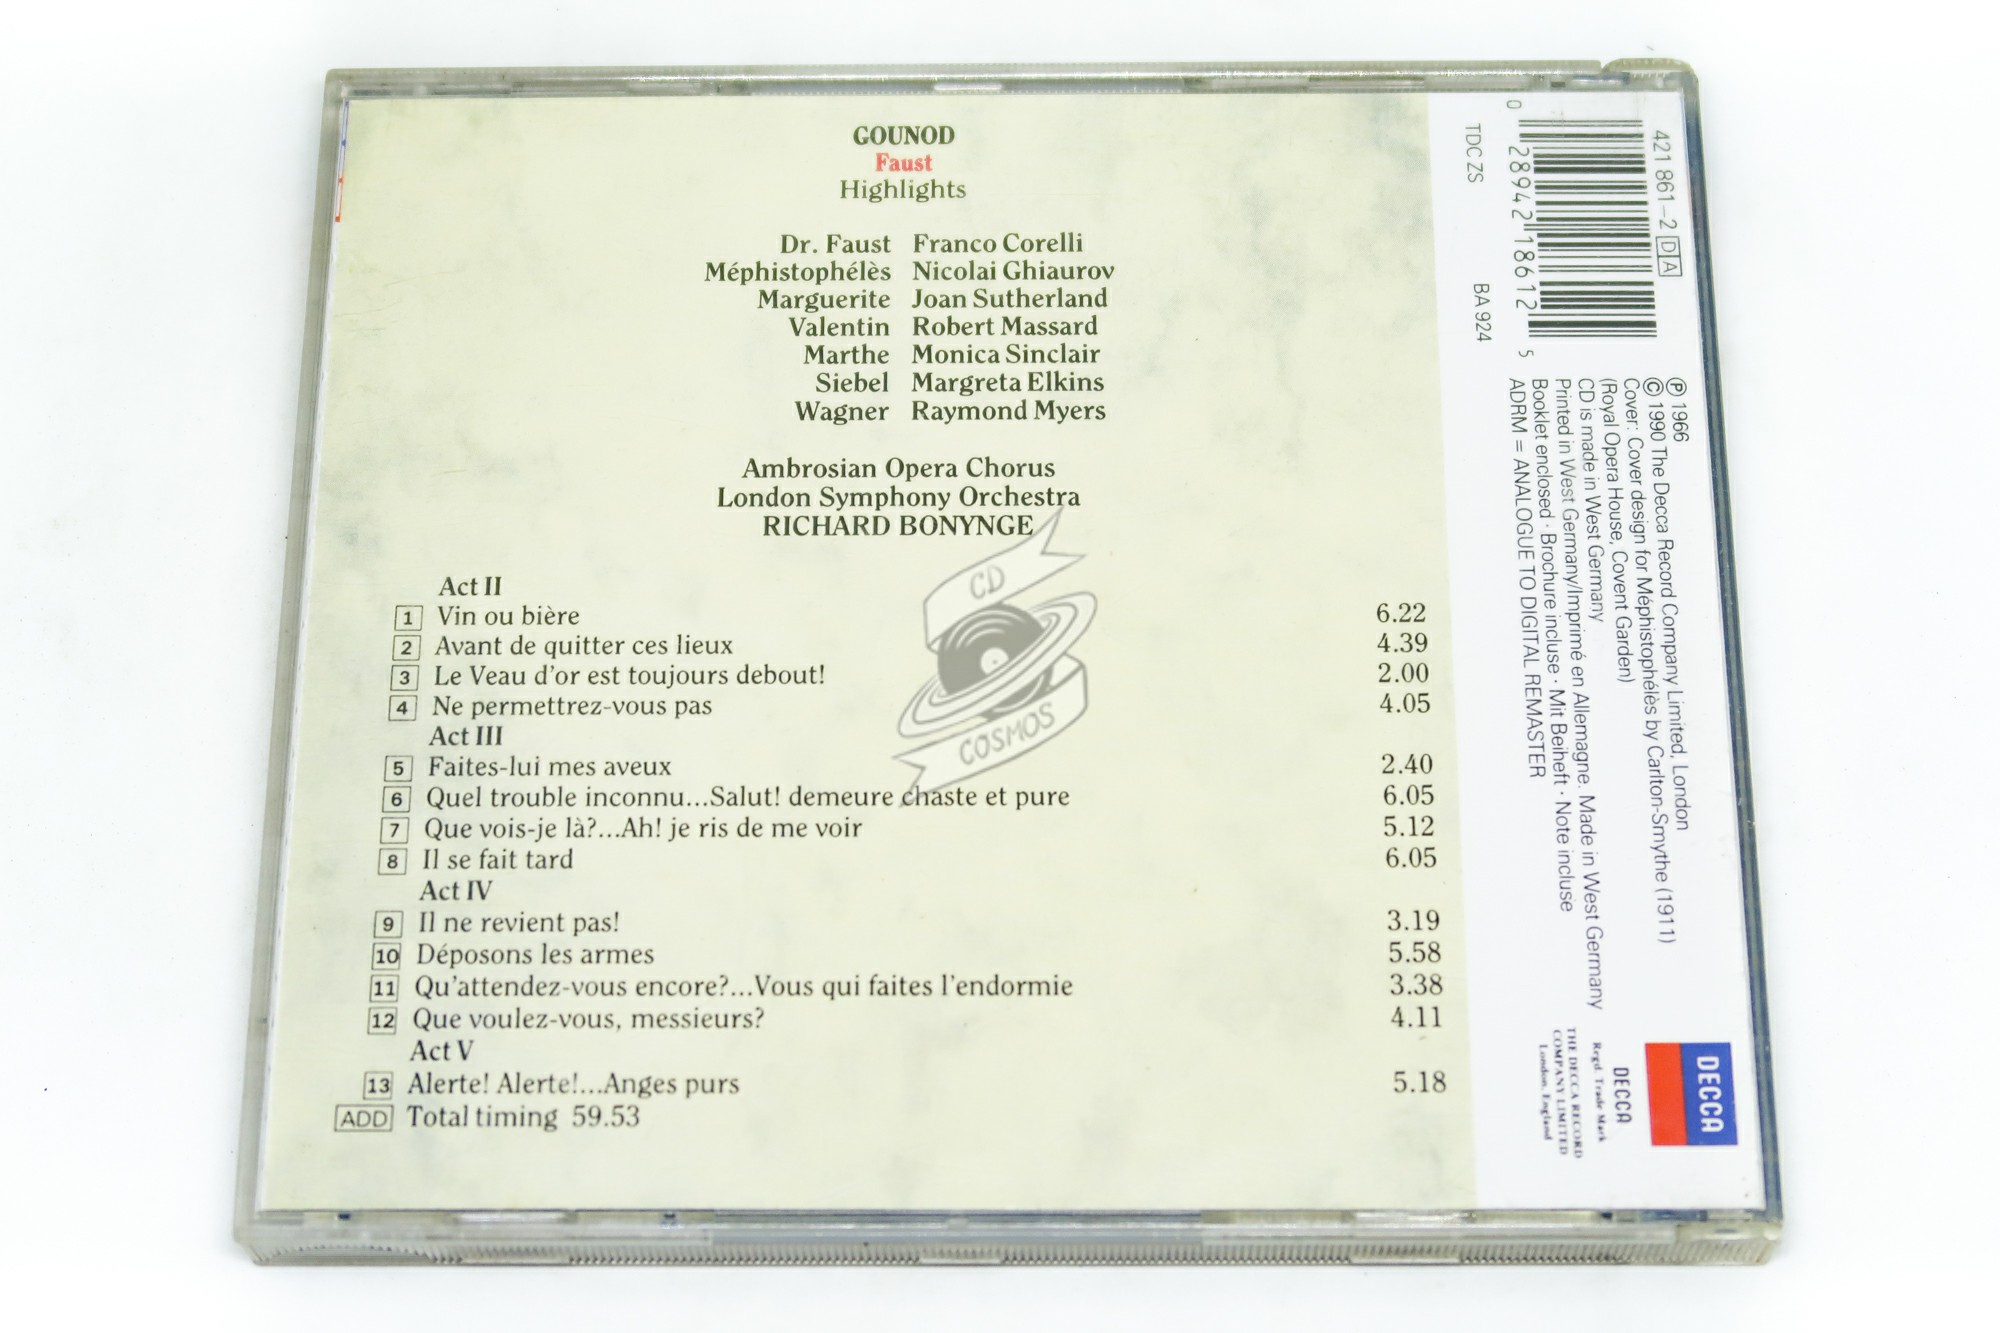 GOUNOD
Faust
Highlights
Dr. Faust Franco Corelli
Méphistophélès Nicolai Ghiaurov
Marguerite Joan Sutherland
Valentin Robert Massard
Marthe Monica Sinclair
Siebel Margreta Elkins
Wagner Raymond Myers
Ambrosian Opera Chorus
London Symphony Orchestra
RICHARD BONYNGE
Act II
1 Vin ou bière 6.22
2 Avant de quitter ces lieux 4.39
3 Le Veau d'or est toujours debout! 2.00
4 Ne permettrez-vous pas 4.05
Act III
5 Faites-lui mes aveux 2.40
6 Quel trouble inconnu...Salut! demeure chaste et pure 6.05
7 Que vois-je là?...Ah! je ris de me voir 5.12
8 Il se fait tard 6.05
Act IV
9 Il ne revient pas! 3.19
10 Déposons les armes 5.58
11 Qu'attendez-vous encore?...Vous qui faites l'endormie 3.38
12 Que voulez-vous, messieurs? 4.11
Act V
13 Alerte! Alerte!...Anges purs 5.18
ADD Total timing 59.53
CD
COSMOS
421 861-2 DA
0 28942 18612 5
TDC ZS
BA 924
℗ 1966
© 1990 The Decca Record Company Limited, London
Cover: Cover design for Méphistophélès by Carlton-Smythe (1911)
(Royal Opera House, Covent Garden)
CD is made in West Germany
Printed in West Germany/Imprimé en Allemagne. Made in West Germany
Booklet enclosed · Brochure incluse · Mit Beiheft · Note incluse
ADRM = ANALOGUE TO DIGITAL REMASTER
DECCA
DECCA
Regd. Trade Mark
THE DECCA RECORD
COMPANY LIMITED
London, England